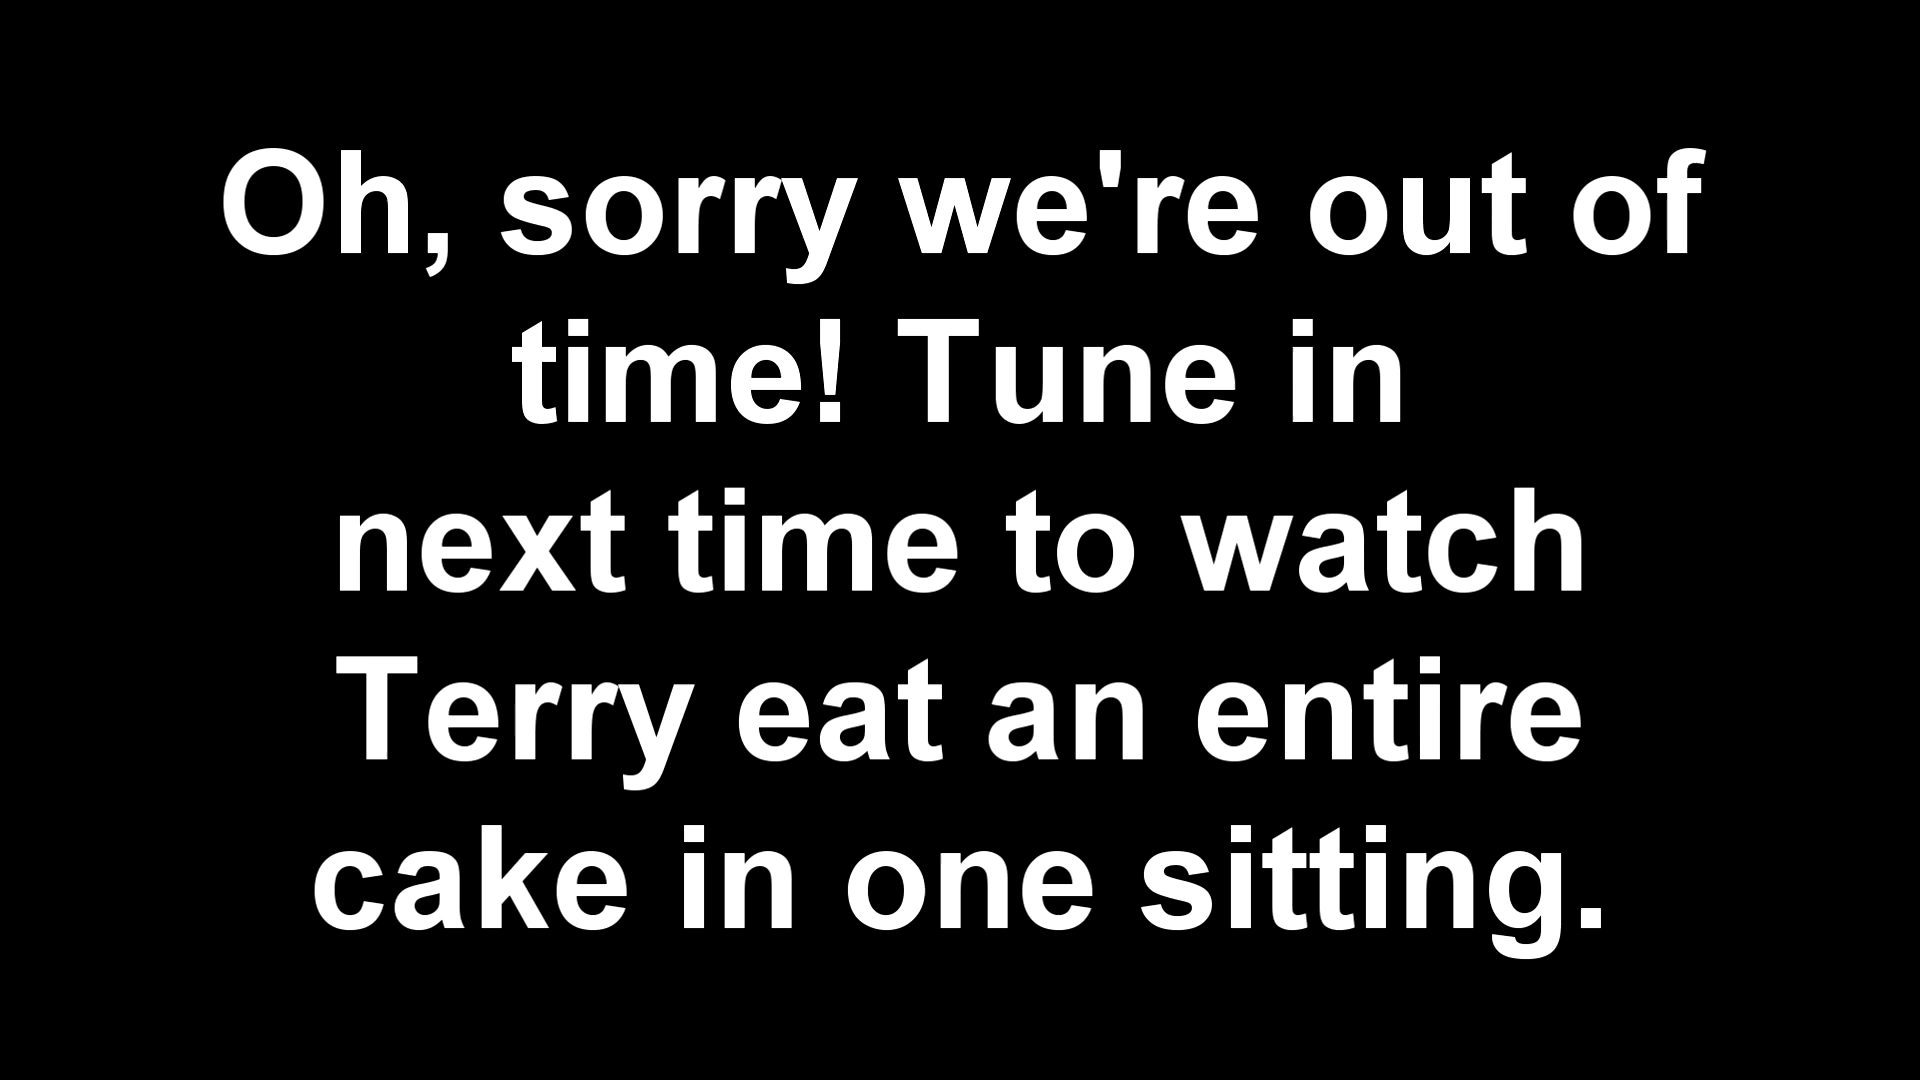 Oh, sorry we're out of
time! Tune in
next time to watch
Terry eat an entire
cake in one sitting.